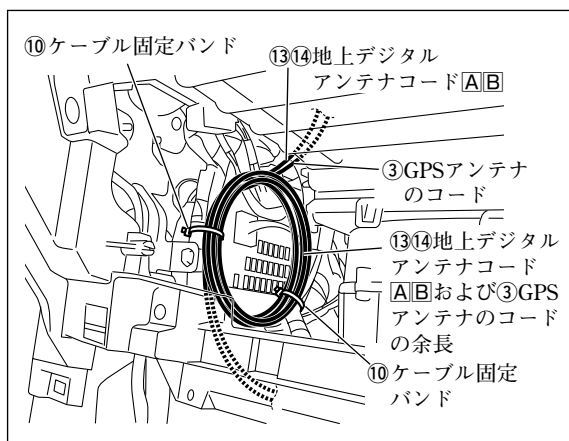 ⑩ケーブル固定バンド
⑬⑭地上デジタル
アンテナコード🄰🄱
③GPSアンテナ
のコード
⑬⑭地上デジタル
アンテナコード
🄰🄱および③GPS
アンテナのコード
の余長
⑩ケーブル固定
バンド